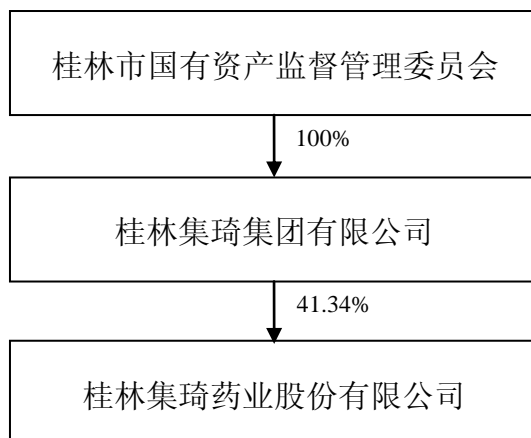 桂林市国有资产监督管理委员会
100%
桂林集琦集团有限公司
41.34%
桂林集琦药业股份有限公司